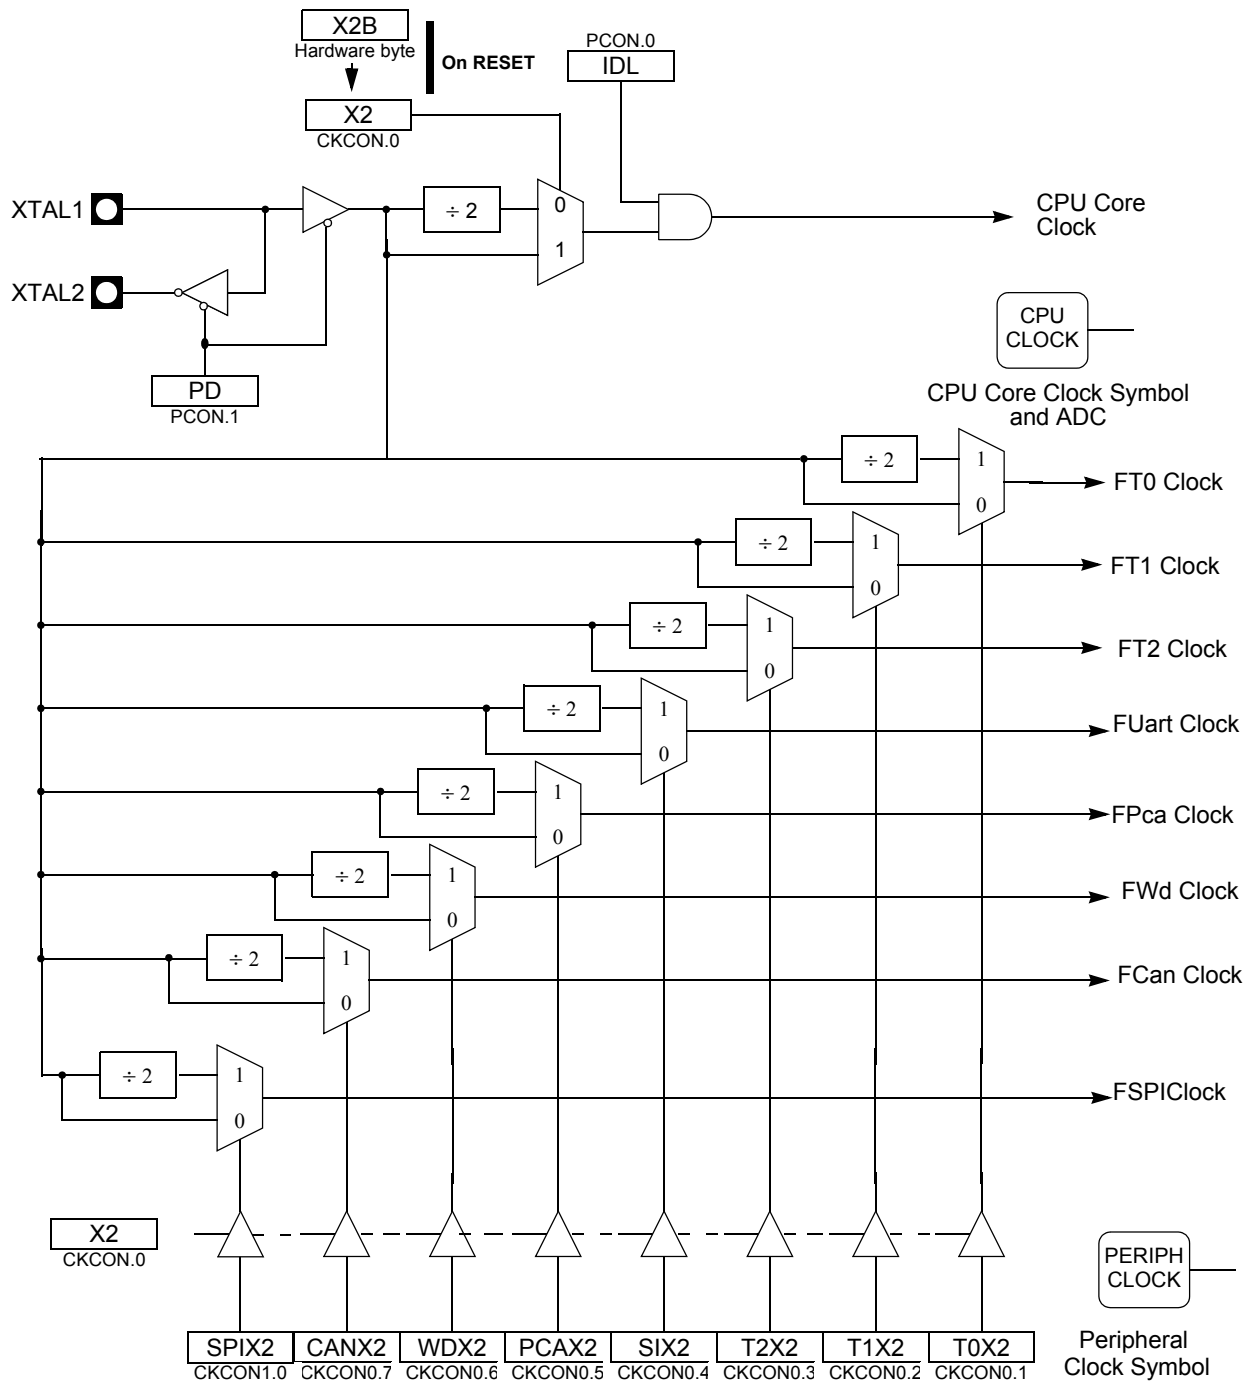 X2B
Hardware byte
On RESET
PCON.0
IDL
X2
CKCON.0
XTAL1
÷ 2
0
1
CPU Core
Clock
XTAL2
PD
PCON.1
CPU
CLOCK
CPU Core Clock Symbol
and ADC
÷ 2
1
0
FT0 Clock
÷ 2
1
0
FT1 Clock
÷ 2
1
0
FT2 Clock
÷ 2
1
0
FUart Clock
÷ 2
1
0
FPca Clock
÷ 2
1
0
FWd Clock
÷ 2
1
0
FCan Clock
÷ 2
1
0
FSPIClock
X2
CKCON.0
PERIPH
CLOCK
Peripheral
Clock Symbol
SPIX2
CKCON1.0
CANX2
CKCON0.7
WDX2
CKCON0.6
PCAX2
CKCON0.5
SIX2
CKCON0.4
T2X2
CKCON0.3
T1X2
CKCON0.2
T0X2
CKCON0.1